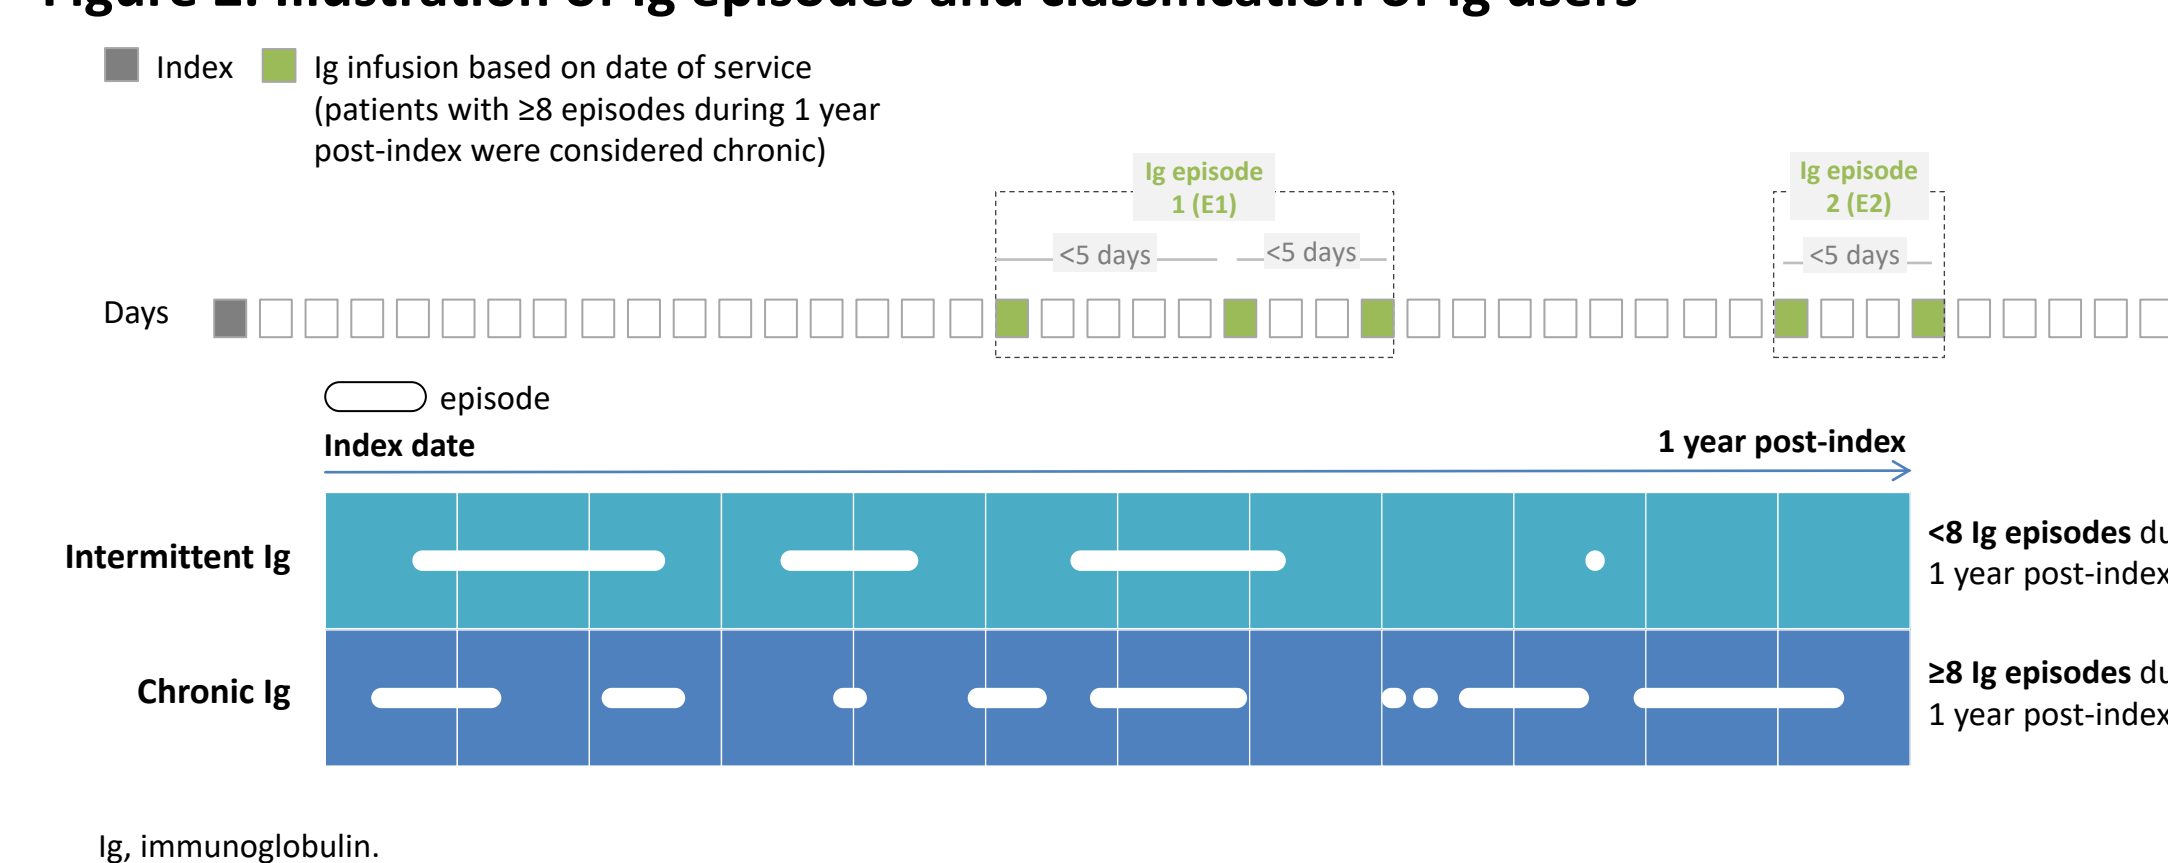 Index
Ig infusion based on date of service
(patients with ≥8 episodes during 1 year
post-index were considered chronic)
Ig episode
1 (E1)
Ig episode
2 (E2)
<5 days
<5 days
<5 days
Days
episode
Index date
1 year post-index
Intermittent Ig
<8 Ig episodes
1 year post-index
Chronic Ig
≥8 Ig episodes
1 year post-index
Ig, immunoglobulin.